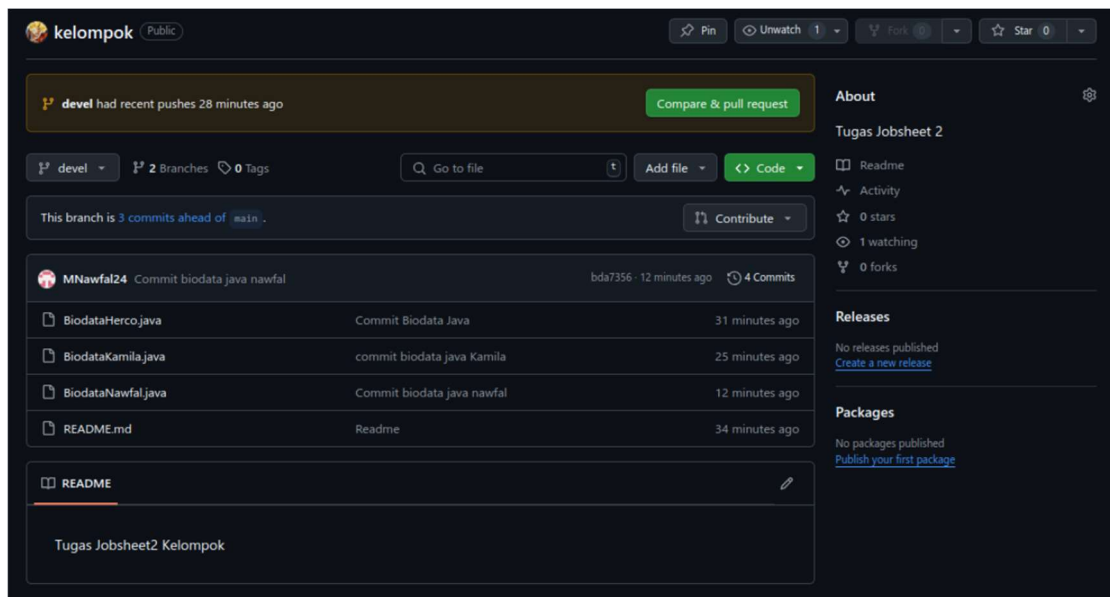 kelompok Public Pin Unwatch 1 Fork 0 Star 0
devel had recent pushes 28 minutes ago Compare & pull request
devel 2 Branches 0 Tags Go to file t Add file <> Code
This branch is 3 commits ahead of main . Contribute
MNawfal24 Commit biodata java nawfal bda7356 · 12 minutes ago 4 Commits
BiodataHerco.java Commit Biodata Java 31 minutes ago
BiodataKamila.java commit biodata java Kamila 25 minutes ago
BiodataNawfal.java Commit biodata java nawfal 12 minutes ago
README.md Readme 34 minutes ago
README
Tugas Jobsheet2 Kelompok
About
Tugas Jobsheet 2
Readme
Activity
0 stars
1 watching
0 forks
Releases
No releases published
Create a new release
Packages
No packages published
Publish your first package